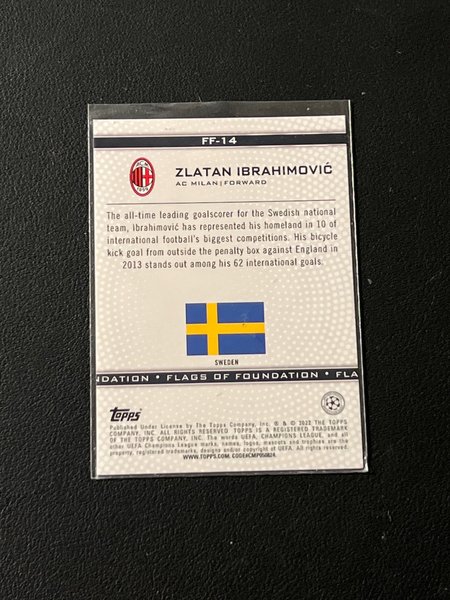 FF-14
ZLATAN IBRAHIMOVIĆ
AC MILAN | FORWARD
The all-time leading goalscorer for the Swedish national
team, Ibrahimović has represented his homeland in 10 of
international football's biggest competitions. His bicycle
kick goal from outside the penalty box against England in
2013 stands out among his 62 international goals.
SWEDEN
NDATION • FLAGS OF FOUNDATION • FLA
TOPPS
Published Under License by The Topps Company, Inc. ® & © 2022 THE TOPPS
COMPANY, INC. ALL RIGHTS RESERVED TOPPS IS A REGISTERED TRADEMARK
OF THE TOPPS COMPANY, INC. The words UEFA, CHAMPIONS LEAGUE, and all
other UEFA Champions League marks, names, logos, mascots and trophies are the
property, registered trademarks, designs and/or copyright of UEFA. All rights reserved.
WWW.TOPPS.COM. CODE#CMP050824.